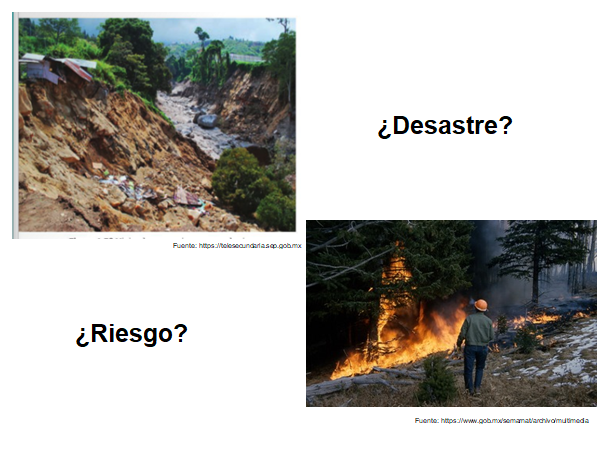 ¿Desastre?
Fuente: https://telesecundaria.sep.gob.mx
¿Riesgo?
Fuente: https://www.gob.mx/semarnat/archivo/multimedia